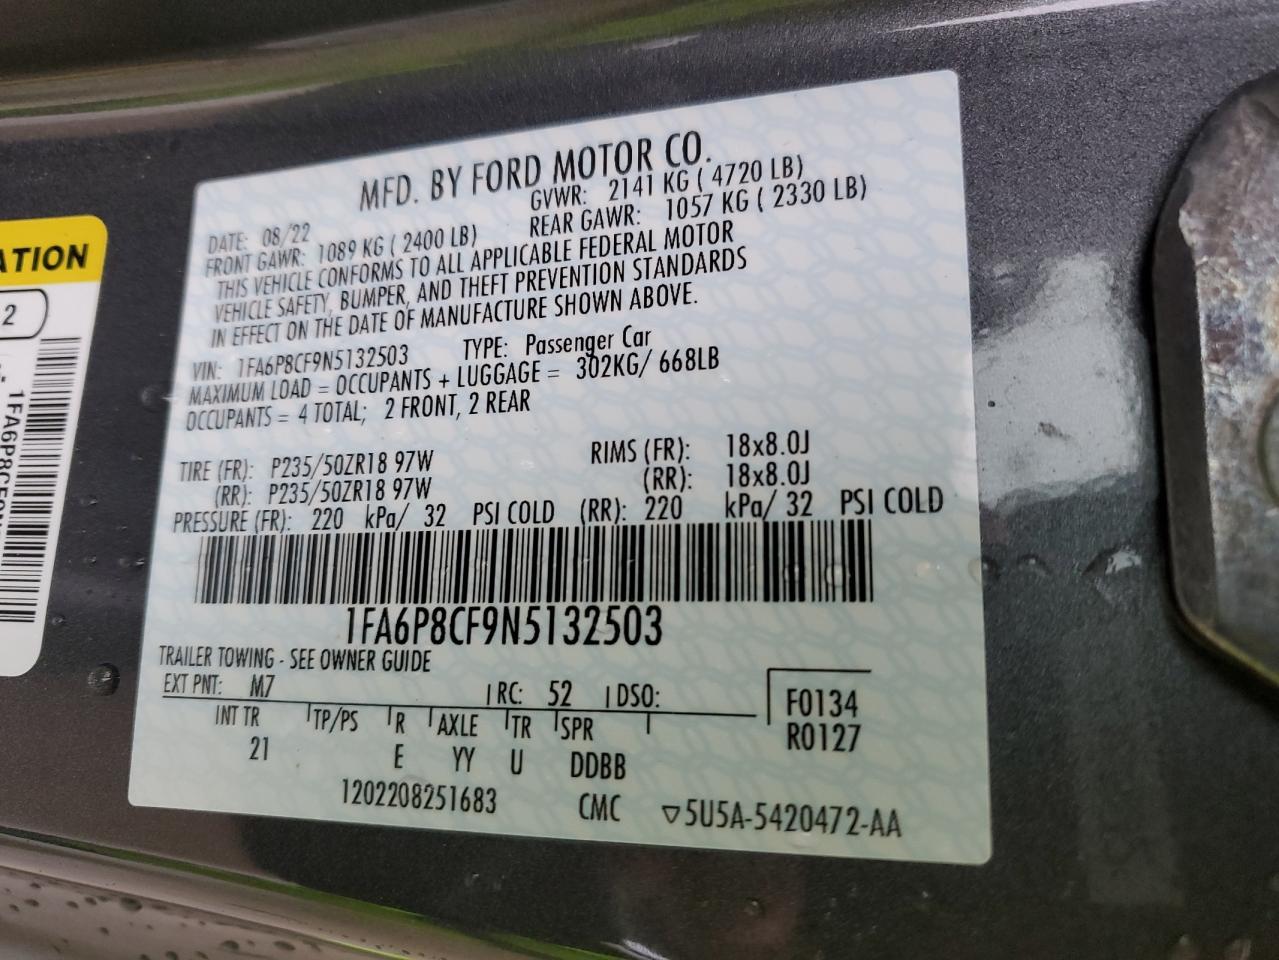 MFD. BY FORD MOTOR CO.
DATE: 08/22 GVWR: 2141 KG ( 4720 LB)
FRONT GAWR: 1089 KG ( 2400 LB) REAR GAWR: 1057 KG ( 2330 LB)
THIS VEHICLE CONFORMS TO ALL APPLICABLE FEDERAL MOTOR
VEHICLE SAFETY, BUMPER, AND THEFT PREVENTION STANDARDS
IN EFFECT ON THE DATE OF MANUFACTURE SHOWN ABOVE.
VIN: 1FA6P8CF9N5132503 TYPE: Passenger Car
MAXIMUM LOAD = OCCUPANTS + LUGGAGE = 302KG/ 668LB
OCCUPANTS = 4 TOTAL; 2 FRONT, 2 REAR
TIRE (FR): P235/50ZR18 97W RIMS (FR): 18x8.0J
(RR): P235/50ZR18 97W (RR): 18x8.0J
PRESSURE (FR): 220 kPa/ 32 PSI COLD (RR): 220 kPa/ 32 PSI COLD
1FA6P8CF9N5132503
TRAILER TOWING - SEE OWNER GUIDE
EXT PNT: M7 RC: 52 DSO: F0134
INT TR TP/PS R AXLE TR SPR R0127
21 E YY U DDBB
1202208251683 CMC ▽5U5A-5420472-AA
ATION
2
1FA6P8CF9N